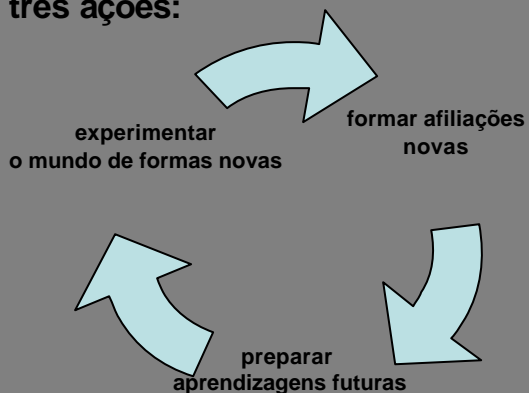 três ações:
experimentar
o mundo de formas novas
formar afiliações
novas
preparar
aprendizagens futuras